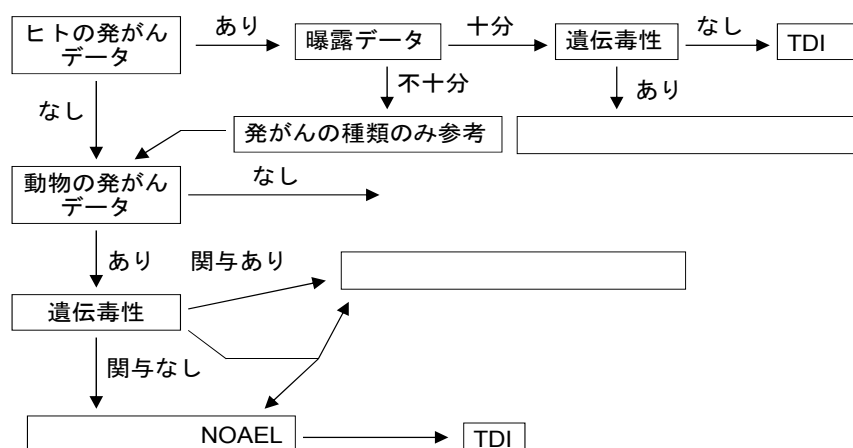 ヒトの発がん
データ
あり
曝露データ
十分
遺伝毒性
なし
TDI
なし
不十分
あり
発がんの種類のみ参考
動物の発がん
データ
なし
あり
関与あり
遺伝毒性
関与なし
NOAEL
TDI